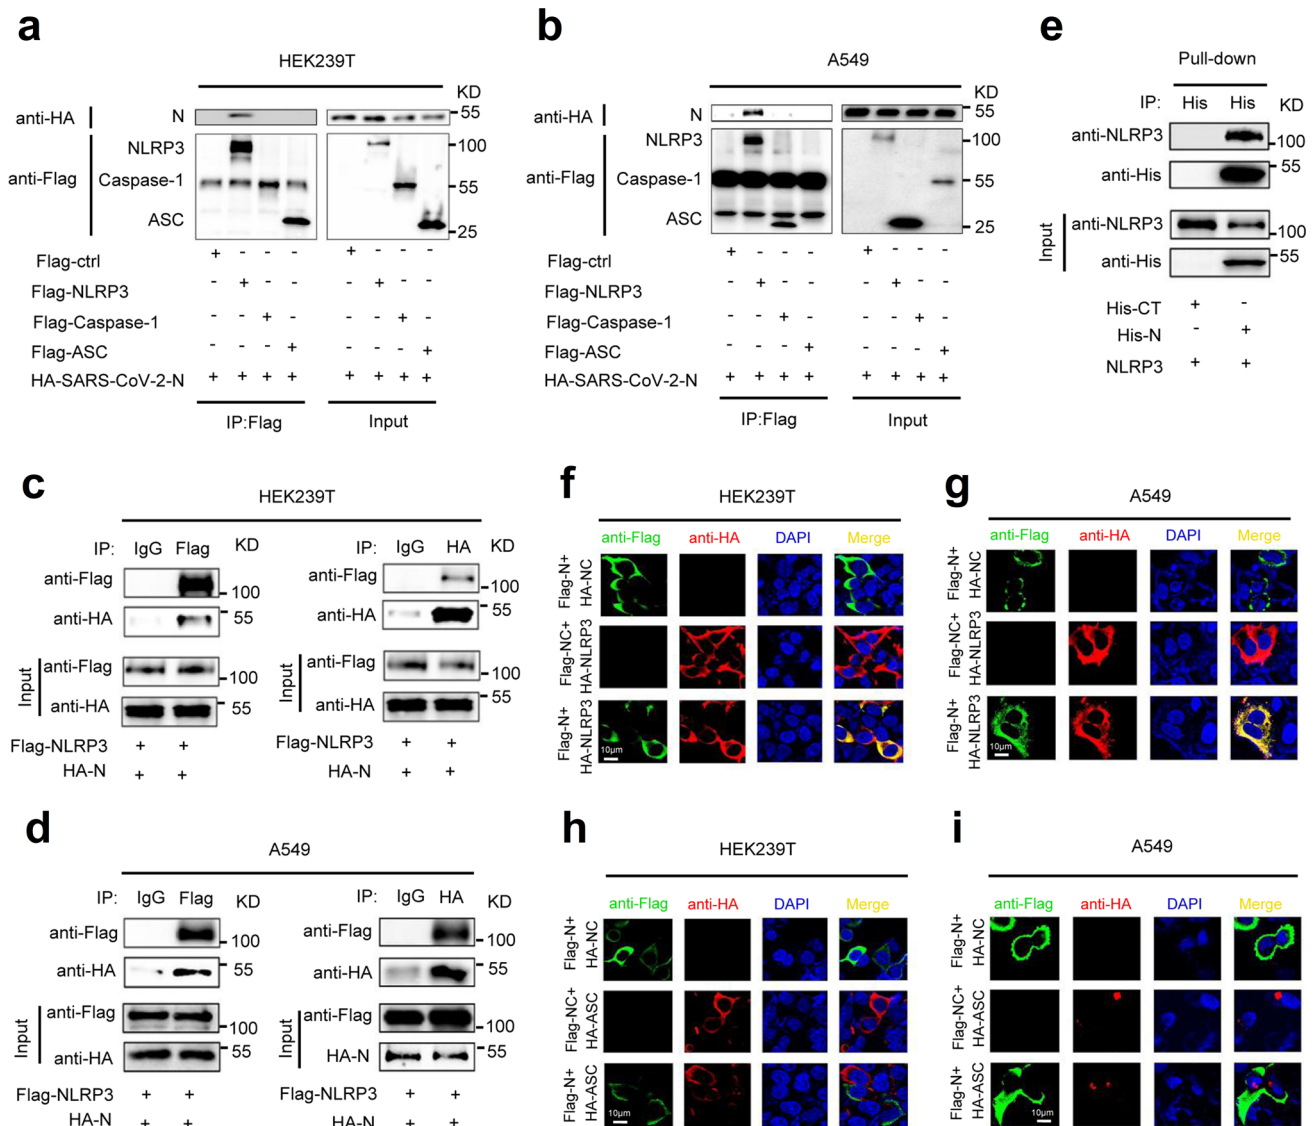 a
HEK239T
KD
anti-HA
N
55
anti-Flag
NLRP3
100
Caspase-1
55
ASC
25
Flag-ctrl + - - - + - - -
Flag-NLRP3 - + - - - + - -
Flag-Caspase-1 - - + - - - + -
Flag-ASC - - - + - - - +
HA-SARS-CoV-2-N + + + + + + + +
IP:Flag Input
b
A549
KD
anti-HA
N
55
anti-Flag
NLRP3
100
Caspase-1
55
ASC
25
Flag-ctrl + - - - + - - -
Flag-NLRP3 - + - - - + - -
Flag-Caspase-1 - - + - - - + -
Flag-ASC - - - + - - - +
HA-SARS-CoV-2-N + + + + + + + +
IP:Flag Input
e
Pull-down
IP: His His KD
anti-NLRP3 100
anti-His 55
Input
anti-NLRP3 100
anti-His 55
His-CT + -
His-N - +
NLRP3 + +
c
HEK239T
IP: IgG Flag KD
anti-Flag 100
anti-HA 55
Input
anti-Flag 100
anti-HA 55
Flag-NLRP3 + +
HA-N + +
IP: IgG HA KD
anti-Flag 100
anti-HA 55
Input
anti-Flag 100
anti-HA 55
Flag-NLRP3 + +
HA-N + +
f
HEK239T
anti-Flag anti-HA DAPI Merge
Flag-N+
HA-NC
Flag-NC+
HA-NLRP3
Flag-N+
HA-NLRP3
10μm
g
A549
anti-Flag anti-HA DAPI Merge
Flag-N+
HA-NC
Flag-NC+
HA-NLRP3
Flag-N+
HA-NLRP3
10μm
d
A549
IP: IgG Flag KD
anti-Flag 100
anti-HA 55
Input
anti-Flag 100
anti-HA 55
Flag-NLRP3 + +
HA-N + +
IP: IgG HA KD
anti-Flag 100
anti-HA 55
Input
anti-Flag 100
HA-N 55
Flag-NLRP3 + +
HA-N + +
h
HEK239T
anti-Flag anti-HA DAPI Merge
Flag-N+
HA-NC
Flag-NC+
HA-ASC
Flag-N+
HA-ASC
10μm
i
A549
anti-Flag anti-HA DAPI Merge
Flag-N+
HA-NC
Flag-NC+
HA-ASC
Flag-N+
HA-ASC
10μm